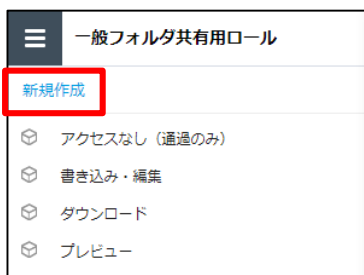 一般フォルダ共有用ロール
新規作成
アクセスなし（通過のみ）
書き込み・編集
ダウンロード
プレビュー